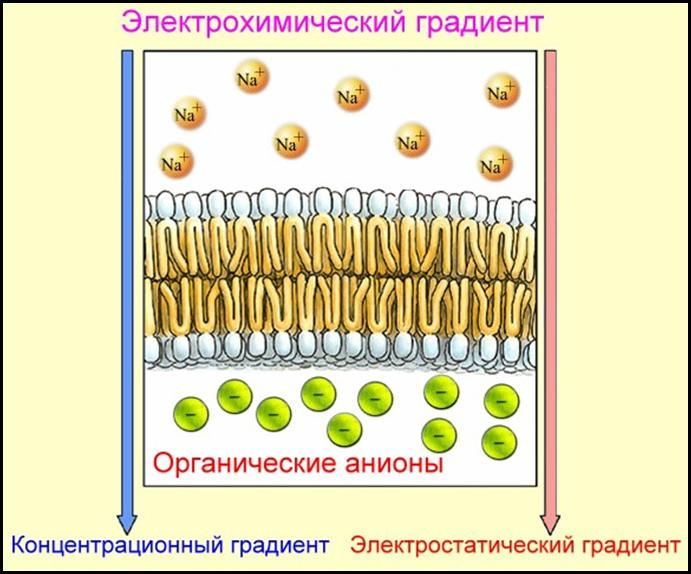 Электрохимический градиент
Na+
Na+
Na+
Na+
Na+
Na+
Na+
Na+
- - - - - - - - -
Органические анионы
Концентрационный градиент
Электростатический градиент